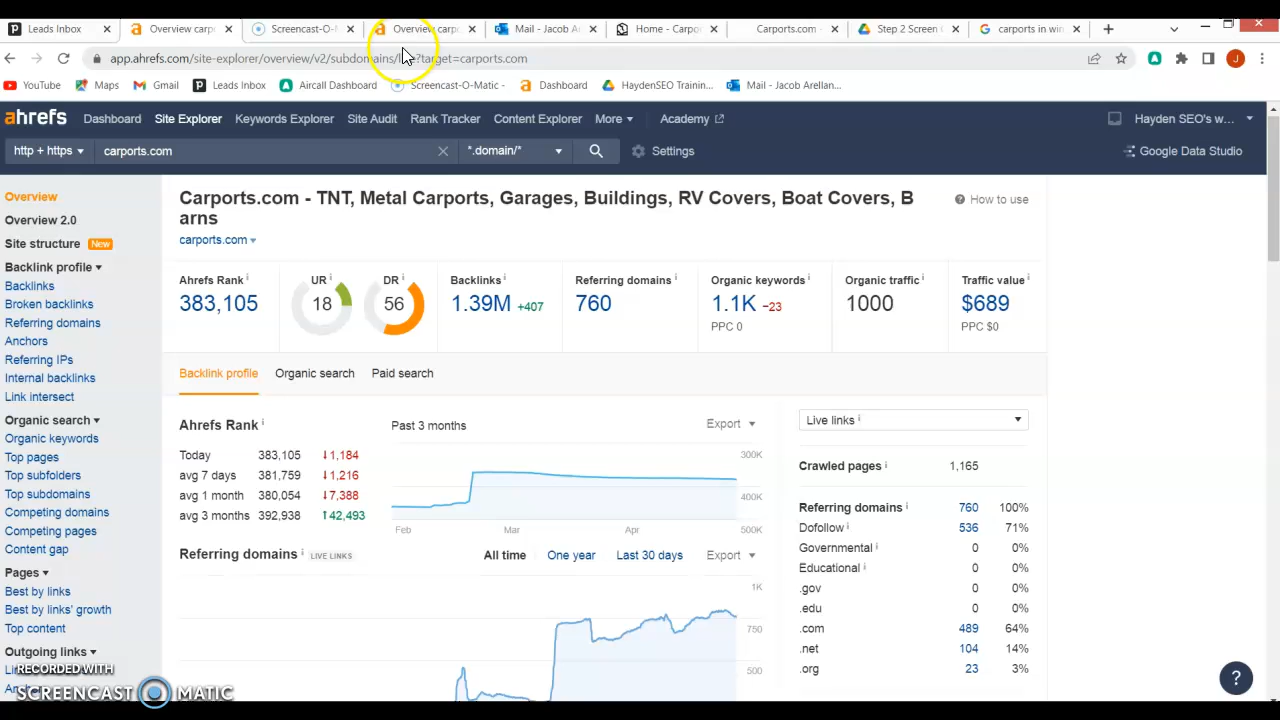 Leads Inbox
Overview carp
Screencast-O-
Overview carpo
Mail - Jacob A
Home - Carpo
Carports.com -
Step 2 Screen
carports in win
app.ahrefs.com/site-explorer/overview/v2/subdomains/ ?target=carports.com
YouTube
Maps
Gmail
Leads Inbox
Aircall Dashboard
Screencast-O-Matic -
Dashboard
HaydenSEO Training...
Mail - Jacob Arellan...
ahrefs Dashboard Site Explorer Keywords Explorer Site Audit Rank Tracker Content Explorer More Academy Hayden SEO's w...
http + https carports.com *.domain/* Settings Google Data Studio
Overview
Overview 2.0
Site structure New
Backlink profile
Backlinks
Broken backlinks
Referring domains
Anchors
Referring IPs
Internal backlinks
Link intersect
Organic search
Organic keywords
Top pages
Top subfolders
Top subdomains
Competing domains
Competing pages
Content gap
Pages
Best by links
Best by links' growth
Top content
Outgoing links
Carports.com - TNT, Metal Carports, Garages, Buildings, RV Covers, Boat Covers, B
arns
How to use
carports.com
Ahrefs Rank
383,105
UR
18
DR
56
Backlinks
1.39M +407
Referring domains
760
Organic keywords
1.1K −23
PPC 0
Organic traffic
1000
Traffic value
$689
PPC $0
Backlink profile Organic search Paid search
Ahrefs Rank
Today 383,105 ↓1,184
avg 7 days 381,759 ↓1,216
avg 1 month 380,054 ↓7,388
avg 3 months 392,938 ↑42,493
Past 3 months Export
300K
400K
500K
Feb Mar Apr
Referring domains LIVE LINKS All time One year Last 30 days Export
1K
750
500
Live links
Crawled pages 1,165
Referring domains 760 100%
Dofollow 536 71%
Governmental 0 0%
Educational 0 0%
.gov 0 0%
.edu 0 0%
.com 489 64%
.net 104 14%
.org 23 3%
RECORDED WITH
SCREENCAST MATIC
J
?